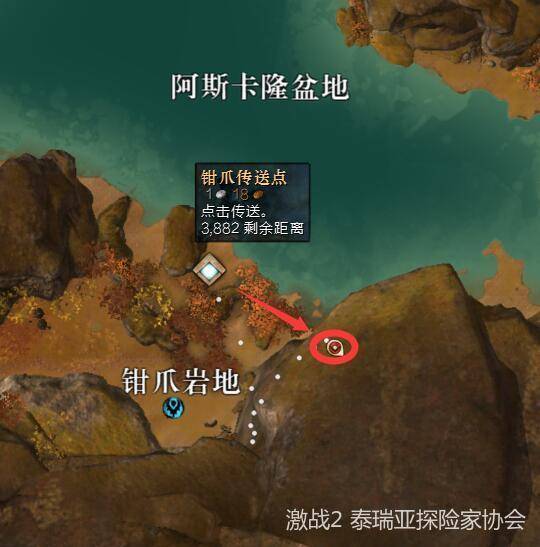 阿斯卡隆盆地
钳爪传送点
1 18
点击传送。
3,882 剩余距离
钳爪岩地
激战2 泰瑞亚探险家协会